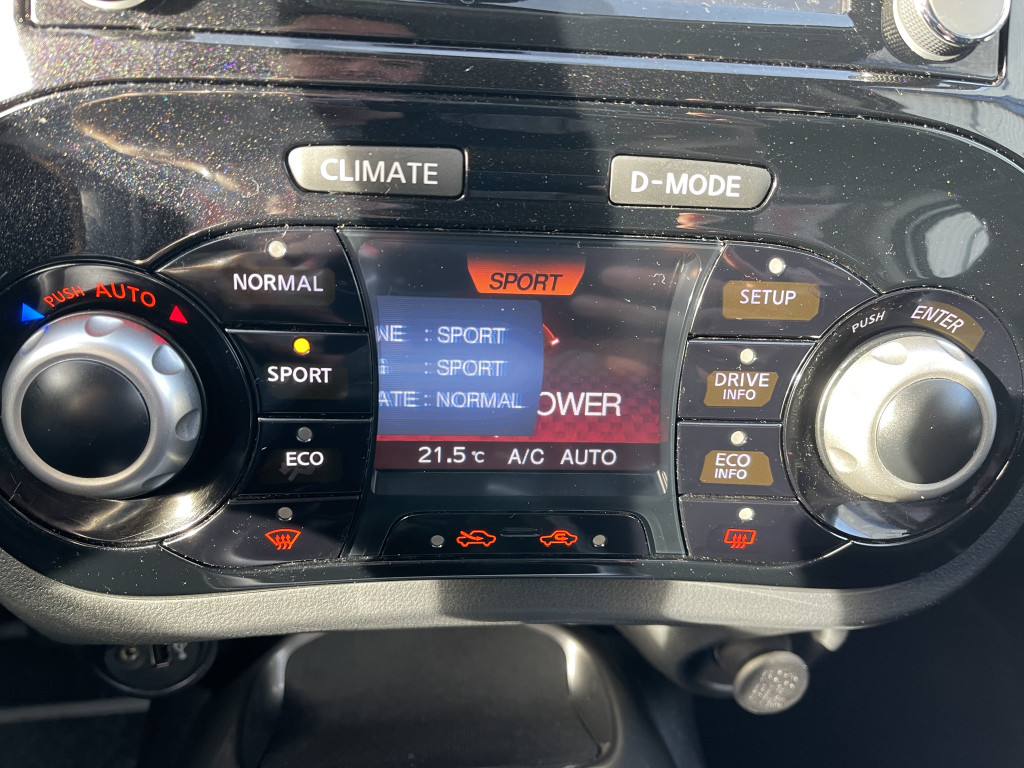 CLIMATE
D-MODE
PUSH AUTO
NORMAL
SPORT
ECO
SPORT
NE : SPORT
: SPORT
ATE : NORMAL
OWER
21.5 ℃ A/C AUTO
SETUP
DRIVE
INFO
ECO
INFO
PUSH ENTER